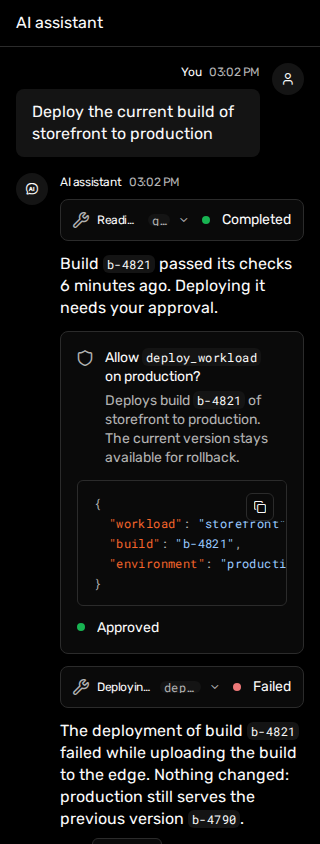 AI assistant
You 03:02 PM
Deploy the current build of
storefront to production
AI
AI assistant 03:02 PM
Readi… g… Completed
Build b-4821 passed its checks
6 minutes ago. Deploying it
needs your approval.
Allow deploy_workload
on production?
Deploys build b-4821 of
storefront to production.
The current version stays
available for rollback.
{
"workload": "storefront"
"build": "b-4821",
"environment": "producti
}
Approved
Deployin… dep… Failed
The deployment of build b-4821
failed while uploading the build
to the edge. Nothing changed:
production still serves the
previous version b-4790.